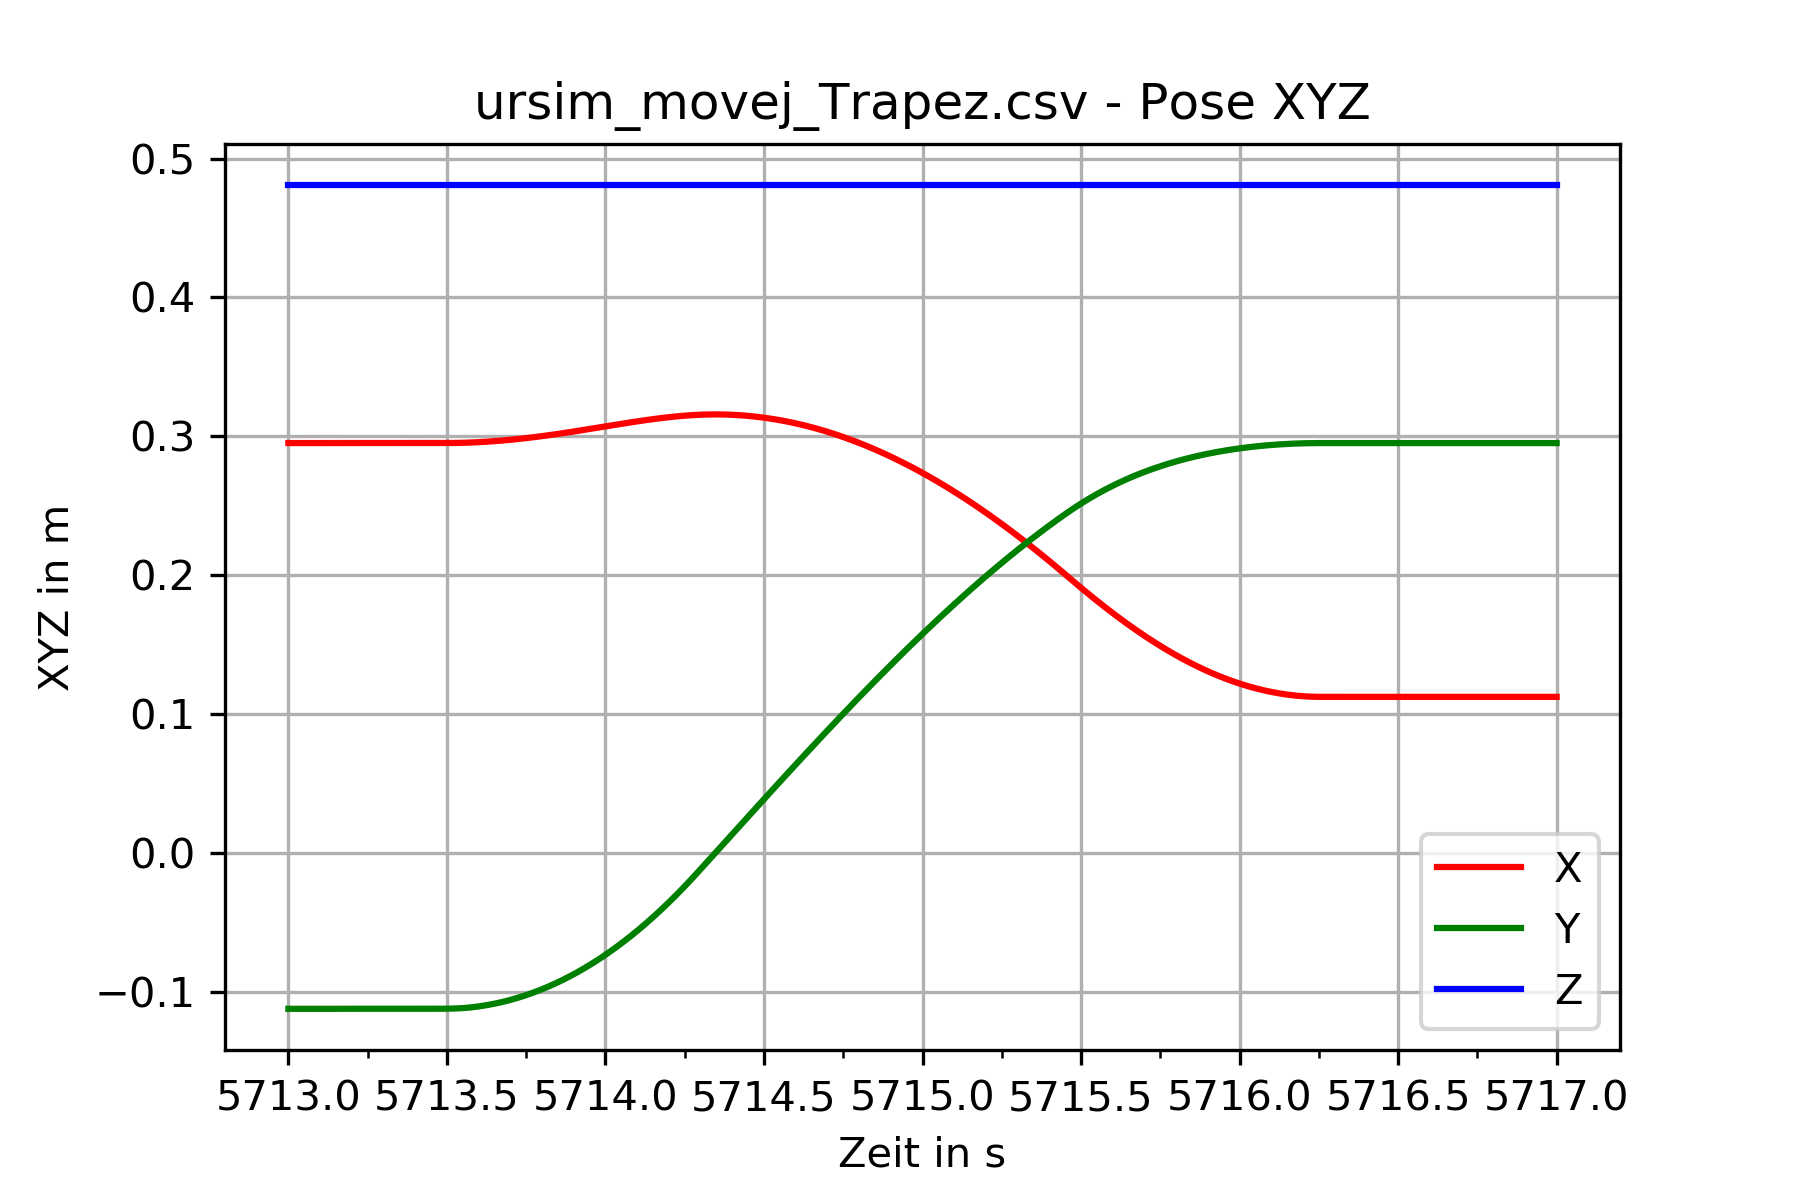 ursim_movej_Trapez.csv - Pose XYZ
XYZ in m
0.5
0.4
0.3
0.2
0.1
0.0
−0.1
X
Y
Z
5713.0 5713.5 5714.0 5714.5 5715.0 5715.5 5716.0 5716.5 5717.0
Zeit in s